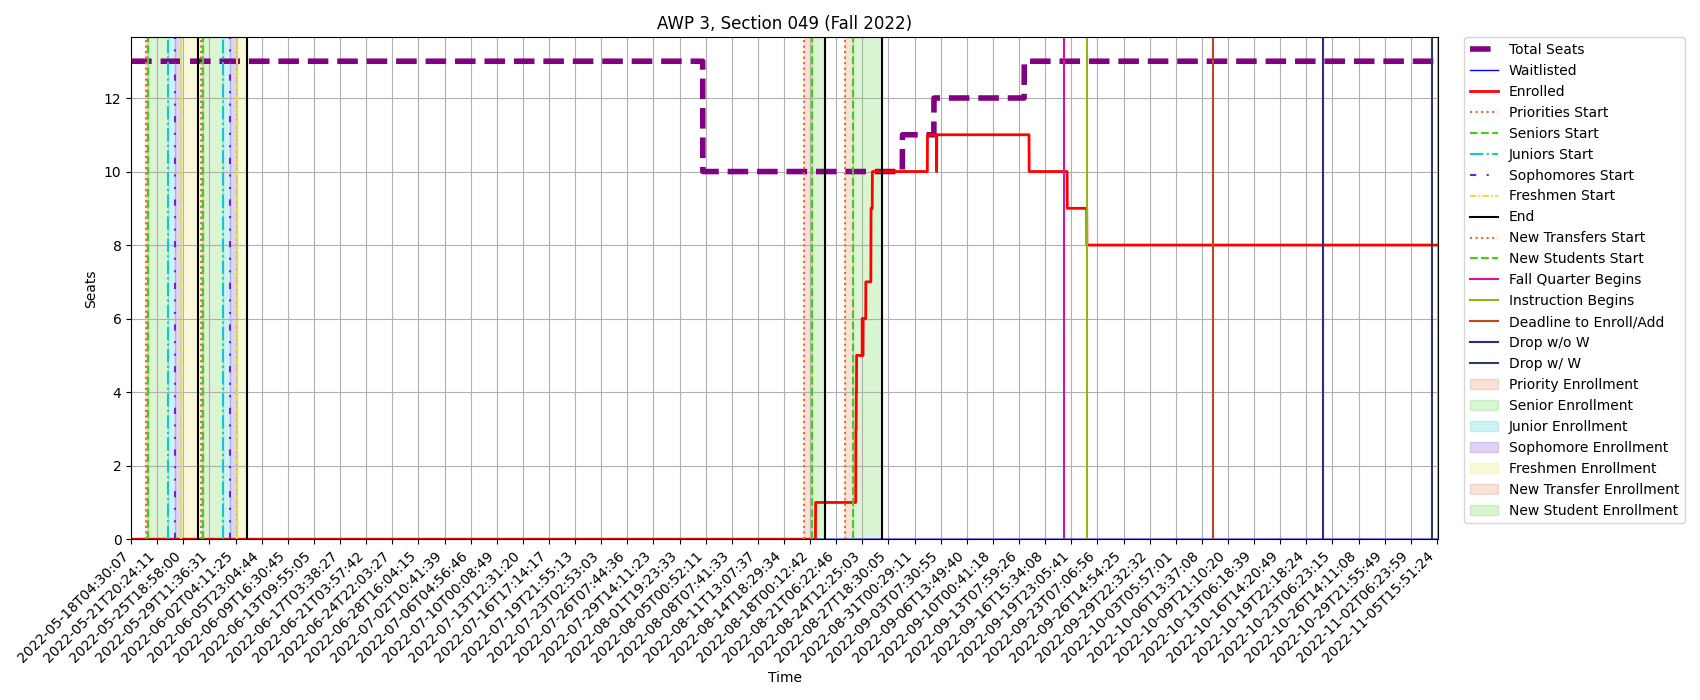 AWP 3, Section 049 (Fall 2022)
Seats
12
10
8
6
4
2
0
2022-05-18T04:30:07
2022-05-21T20:24:11
2022-05-25T18:58:00
2022-05-29T11:36:31
2022-06-02T04:11:25
2022-06-05T23:04:44
2022-06-09T16:30:45
2022-06-13T09:55:05
2022-06-17T03:38:27
2022-06-21T03:57:42
2022-06-24T22:03:27
2022-06-28T16:04:15
2022-07-02T10:41:39
2022-07-06T04:56:46
2022-07-10T00:08:49
2022-07-13T12:31:20
2022-07-16T17:14:17
2022-07-19T21:55:13
2022-07-23T02:53:03
2022-07-26T07:44:36
2022-07-29T14:11:23
2022-08-01T19:23:33
2022-08-05T00:52:11
2022-08-08T07:41:33
2022-08-11T13:07:37
2022-08-14T18:29:34
2022-08-18T00:12:42
2022-08-21T06:22:46
2022-08-24T12:25:03
2022-08-27T18:30:05
2022-08-31T00:29:11
2022-09-03T07:30:55
2022-09-06T13:49:40
2022-09-10T00:41:18
2022-09-13T07:59:26
2022-09-16T15:34:08
2022-09-19T23:05:41
2022-09-23T07:06:56
2022-09-26T14:54:25
2022-09-29T22:32:32
2022-10-03T05:57:01
2022-10-06T13:37:08
2022-10-09T21:10:20
2022-10-13T06:18:39
2022-10-16T14:20:49
2022-10-19T22:18:24
2022-10-23T06:23:15
2022-10-26T14:11:08
2022-10-29T21:55:49
2022-11-02T06:23:59
2022-11-05T15:51:24
Time
Total Seats
Waitlisted
Enrolled
Priorities Start
Seniors Start
Juniors Start
Sophomores Start
Freshmen Start
End
New Transfers Start
New Students Start
Fall Quarter Begins
Instruction Begins
Deadline to Enroll/Add
Drop w/o W
Drop w/ W
Priority Enrollment
Senior Enrollment
Junior Enrollment
Sophomore Enrollment
Freshmen Enrollment
New Transfer Enrollment
New Student Enrollment